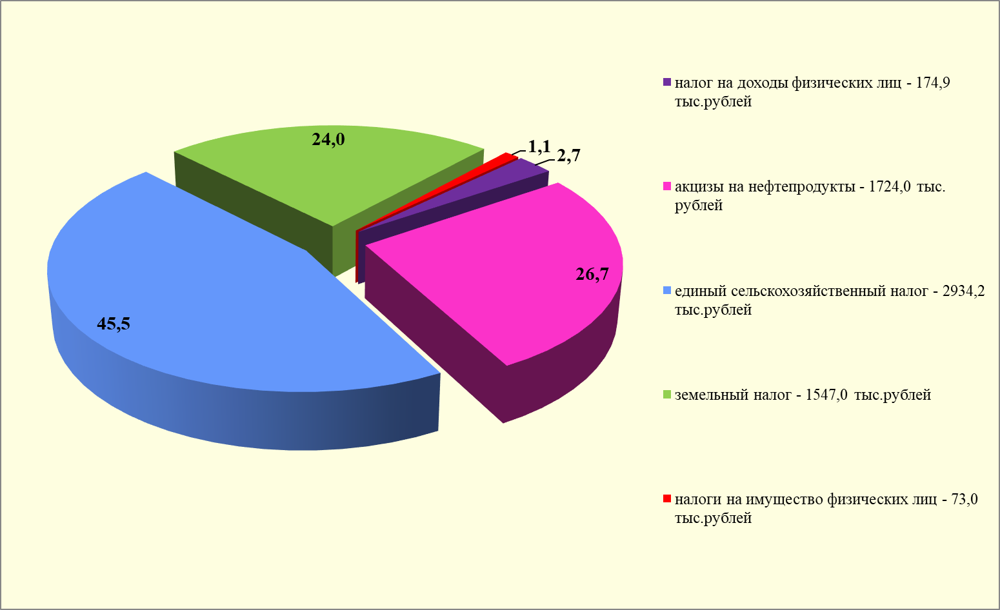 24,0
1,1
2,7
26,7
45,5
налог на доходы физических лиц - 174,9
тыс.рублей
акцизы на нефтепродукты - 1724,0 тыс.
рублей
единый сельскохозяйственный налог - 2934,2
тыс.рублей
земельный налог - 1547,0 тыс.рублей
налоги на имущество физических лиц - 73,0
тыс.рублей